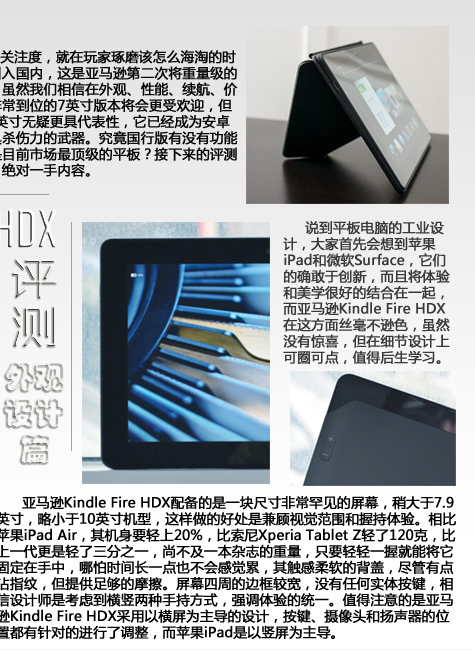 关注度，就在玩家琢磨该怎么海淘的时
入国内，这是亚马逊第二次将重量级的
虽然我们相信在外观、性能、续航、价
常到位的7英寸版本将会更受欢迎，但
英寸无疑更具代表性，它已经成为安卓
杀伤力的武器。究竟国行版有没有功能
目前市场最顶级的平板？接下来的评测
绝对一手内容。
HDX
评
测
外观
设计
篇
说到平板电脑的工业设
计，大家首先会想到苹果
iPad和微软Surface，它们
的确敢于创新，而且将体验
和美学很好的结合在一起，
而亚马逊Kindle Fire HDX
在这方面丝毫不逊色，虽然
没有惊喜，但在细节设计上
可圈可点，值得后生学习。
亚马逊Kindle Fire HDX配备的是一块尺寸非常罕见的屏幕，稍大于7.9
英寸，略小于10英寸机型，这样做的好处是兼顾视觉范围和握持体验。相比
苹果iPad Air，其机身要轻上20%，比索尼Xperia Tablet Z轻了120克，比
上一代更是轻了三分之一，尚不及一本杂志的重量，只要轻轻一握就能将它
固定在手中，哪怕时间长一点也不会感觉累，其触感柔软的背盖，尽管有点
沾指纹，但提供足够的摩擦。屏幕四周的边框较宽，没有任何实体按键，相
信设计师是考虑到横竖两种手持方式，强调体验的统一。值得注意的是亚马
逊Kindle Fire HDX采用以横屏为主导的设计，按键、摄像头和扬声器的位
置都有针对的进行了调整，而苹果iPad是以竖屏为主导。